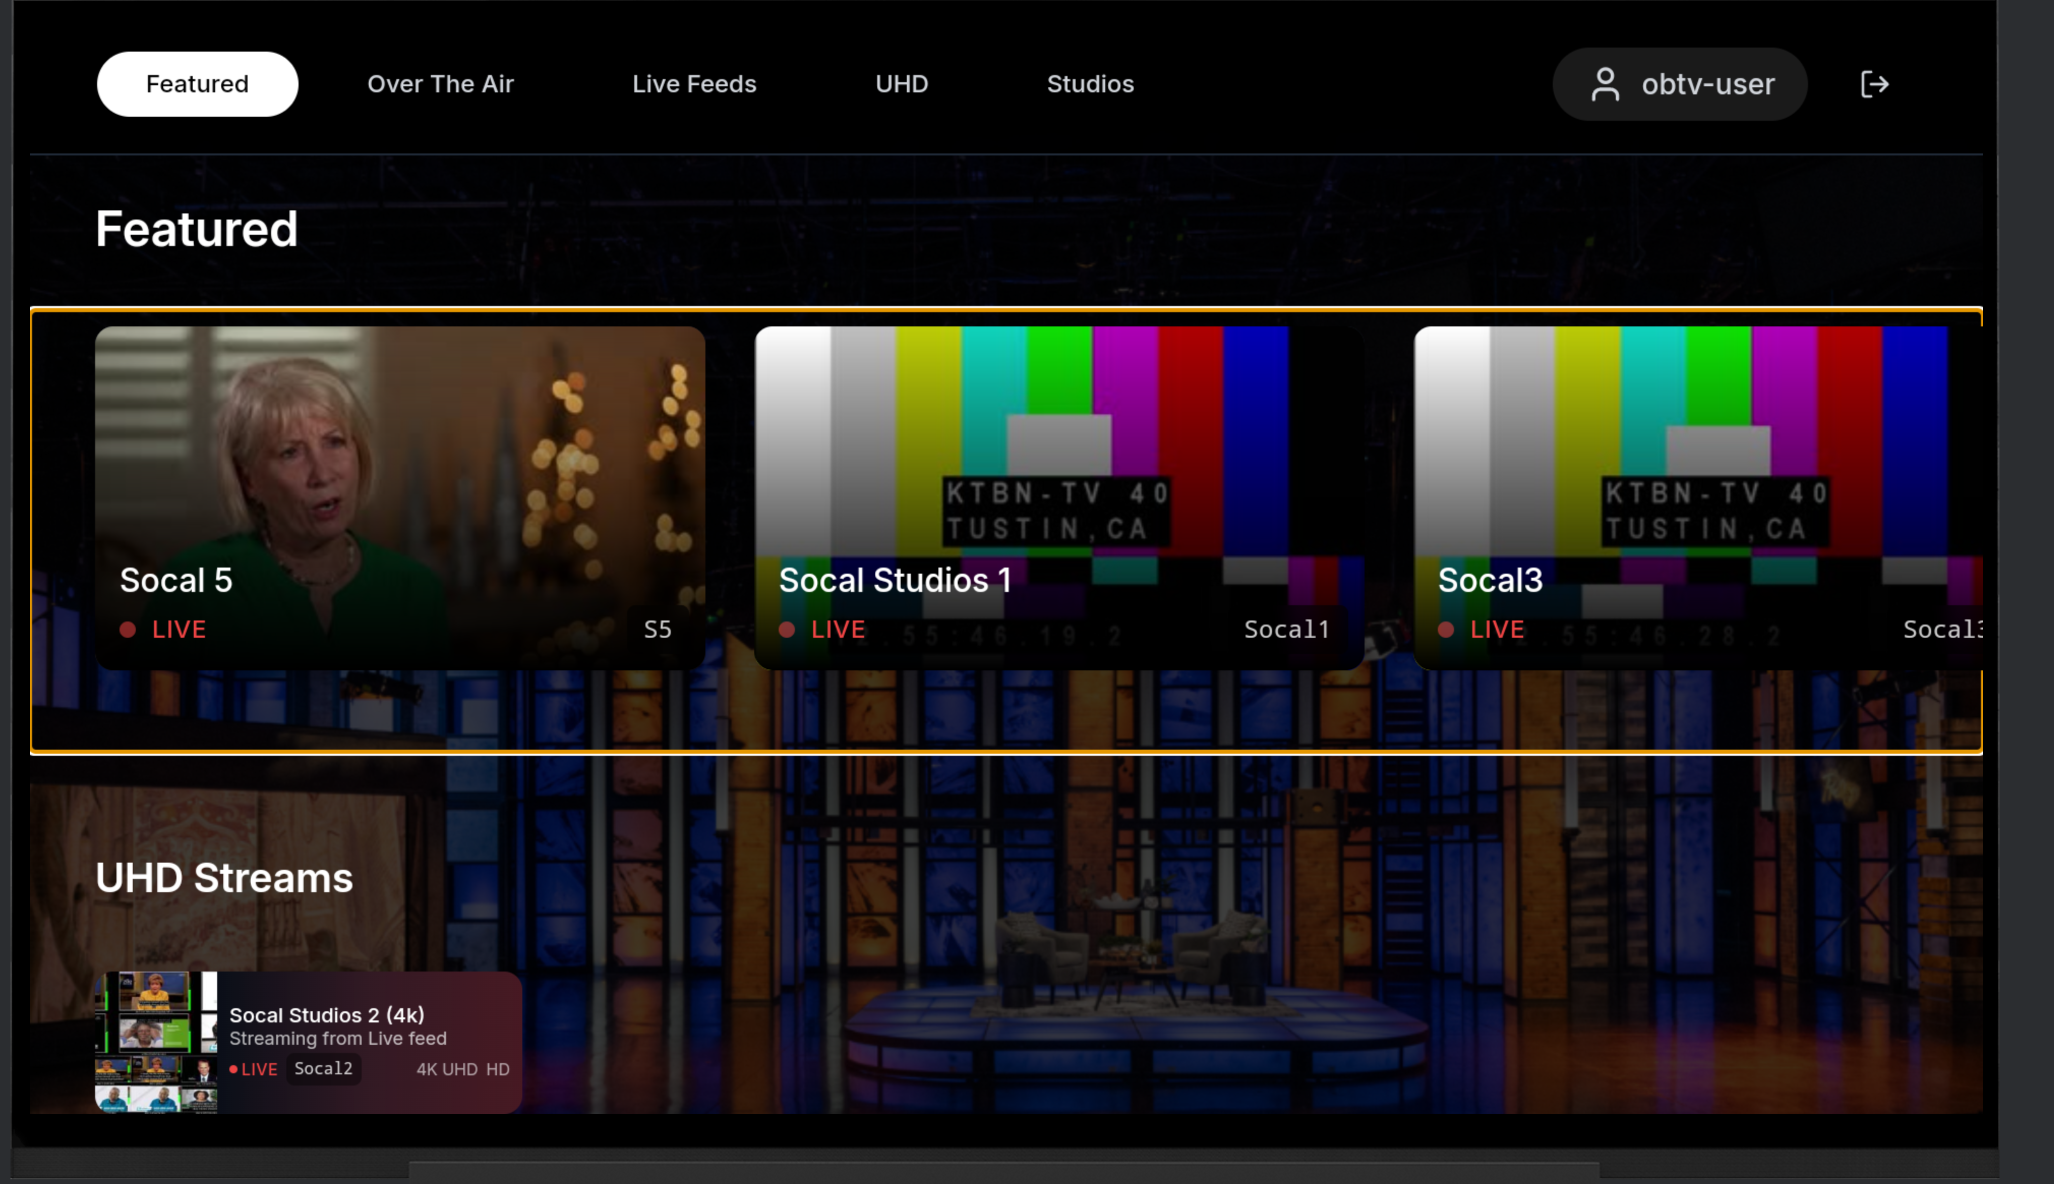 Featured
Over The Air
Live Feeds
UHD
Studios
obtv-user
Featured
KTBN-TV 40
TUSTIN,CA
KTBN-TV 40
TUSTIN,CA
Socal 5
LIVE
S5
Socal Studios 1
LIVE
Socal1
Socal3
LIVE
Socal3
UHD Streams
Socal Studios 2 (4k)
Streaming from Live feed
LIVE
Socal2
4K UHD HD